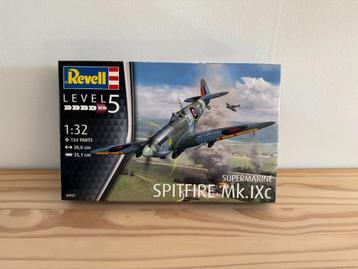 Revell
LEVEL 5
1:32
154 PARTS
30,0 cm
35,1 cm
SUPERMARINE
SPITFIRE Mk.IXc